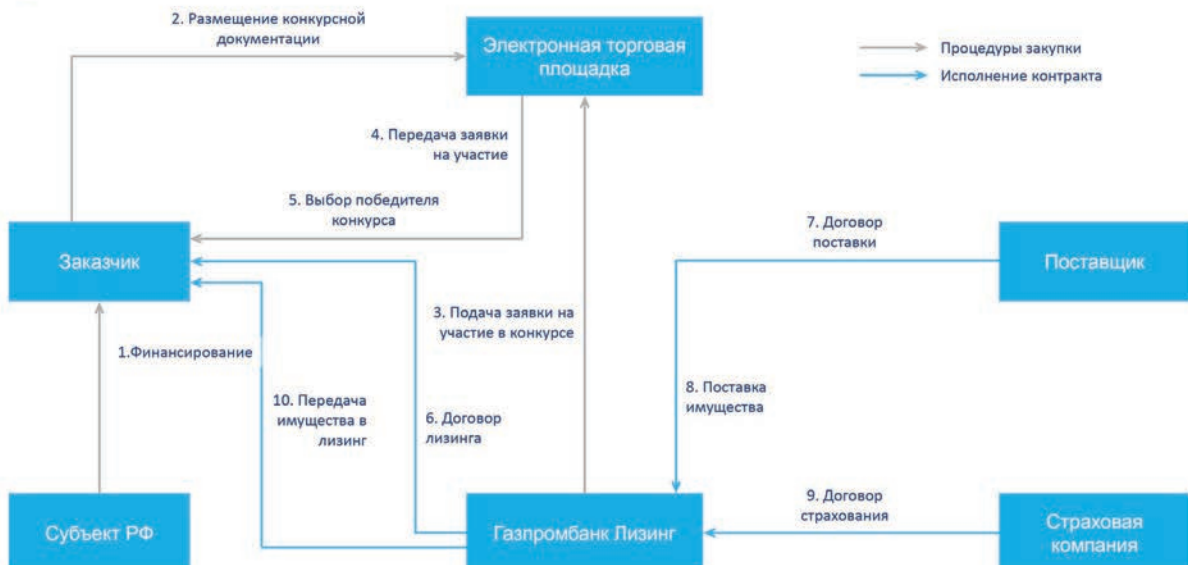 2. Размещение конкурсной
документации
Электронная торговая
площадка
Процедуры закупки
Исполнение контракта
4. Передача заявки
на участие
5. Выбор победителя
конкурса
7. Договор
поставки
Заказчик
Поставщик
3. Подача заявки на
участие в конкурсе
1.Финансирование
10. Передача
имущества в
лизинг
6. Договор
лизинга
8. Поставка
имущества
9. Договор
страхования
Субъект РФ
Газпромбанк Лизинг
Страховая
компания